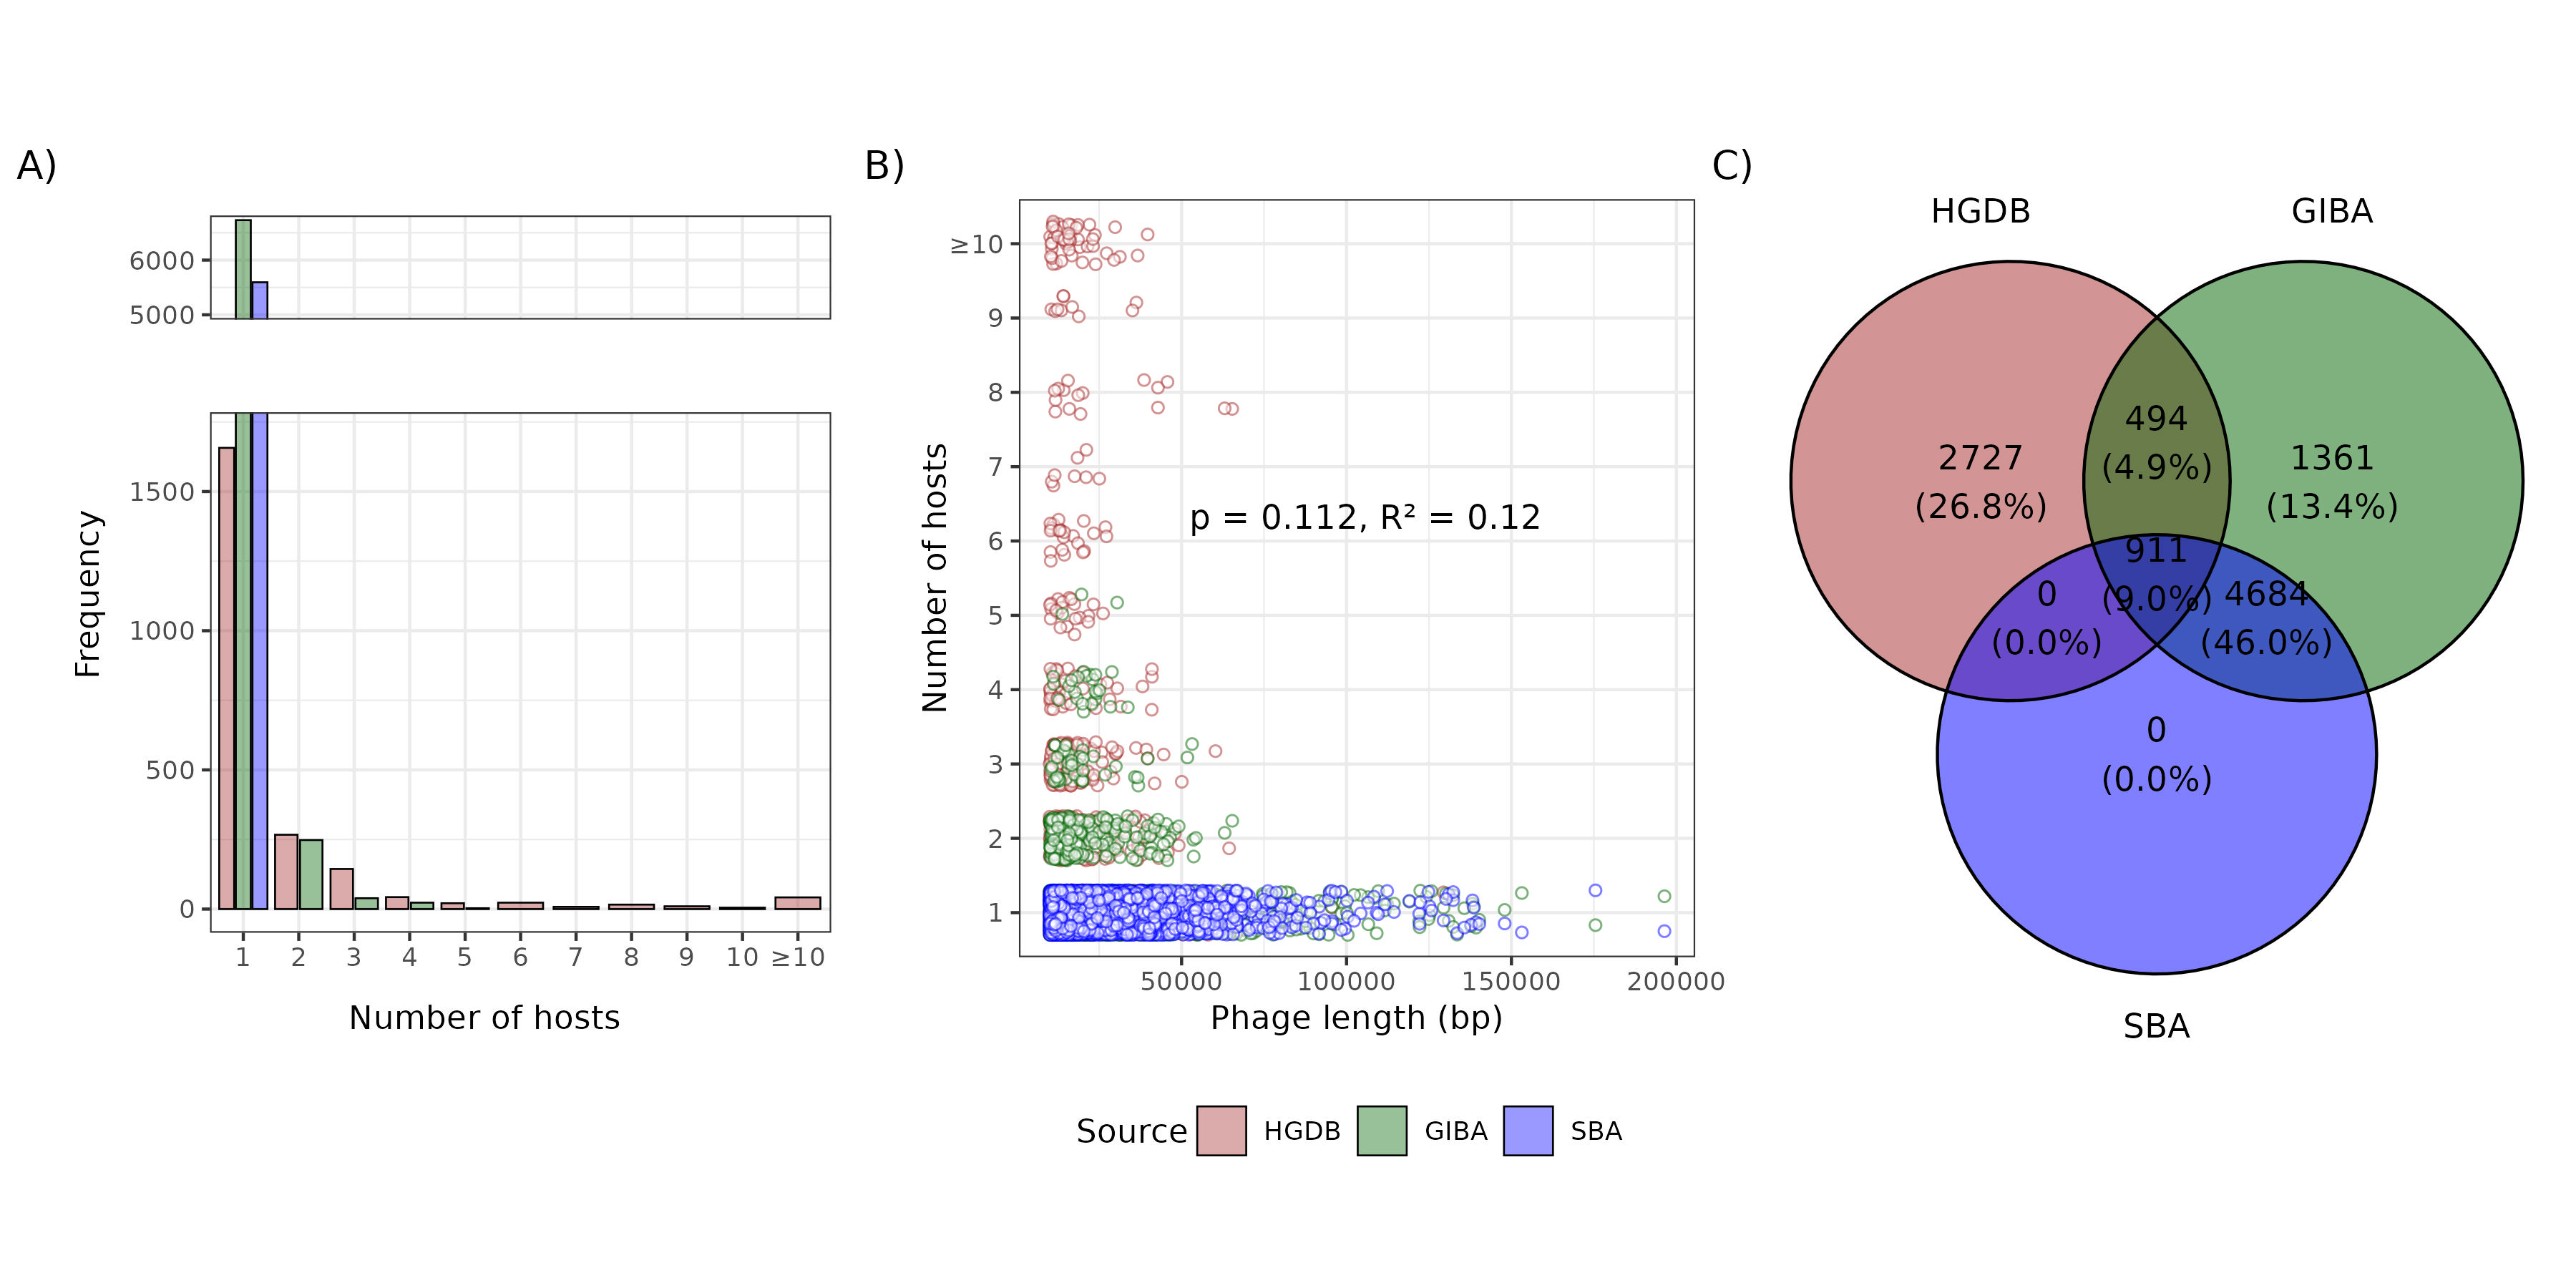 A)
6000
5000
1500
1000
500
0
Frequency
1 2 3 4 5 6 7 8 9 10 ≥10
Number of hosts
B)
≥10
9
8
7
6
5
4
3
2
1
Number of hosts
p = 0.112, R² = 0.12
50000 100000 150000 200000
Phage length (bp)
C)
HGDB GIBA
494
(4.9%)
2727
(26.8%)
1361
(13.4%)
911
(9.0%)
0
(0.0%)
4684
(46.0%)
0
(0.0%)
SBA
Source HGDB GIBA SBA